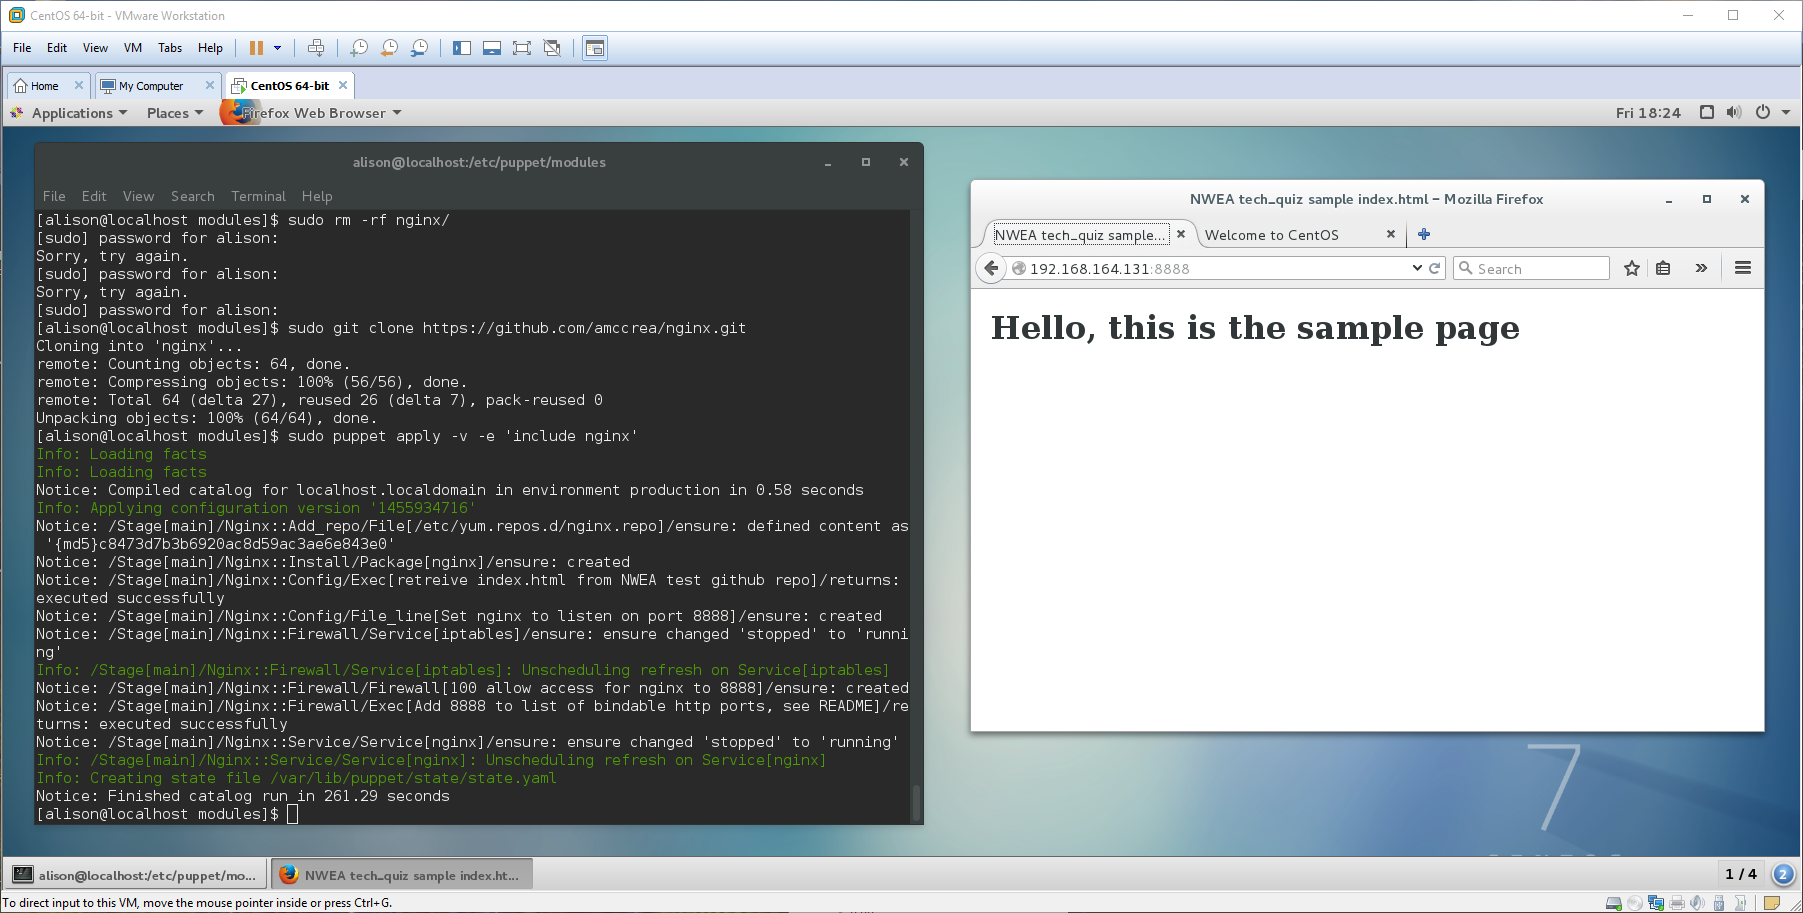 CentOS 64-bit - VMware Workstation
File Edit View VM Tabs Help
Home My Computer CentOS 64-bit
Applications Places Firefox Web Browser Fri 18:24
alison@localhost:/etc/puppet/modules
File Edit View Search Terminal Help
[alison@localhost modules]$ sudo rm -rf nginx/
[sudo] password for alison:
Sorry, try again.
[sudo] password for alison:
Sorry, try again.
[sudo] password for alison:
[alison@localhost modules]$ sudo git clone https://github.com/amccrea/nginx.git
Cloning into 'nginx'...
remote: Counting objects: 64, done.
remote: Compressing objects: 100% (56/56), done.
remote: Total 64 (delta 27), reused 26 (delta 7), pack-reused 0
Unpacking objects: 100% (64/64), done.
[alison@localhost modules]$ sudo puppet apply -v -e 'include nginx'
Info: Loading facts
Info: Loading facts
Notice: Compiled catalog for localhost.localdomain in environment production in 0.58 seconds
Info: Applying configuration version '1455934716'
Notice: /Stage[main]/Nginx::Add_repo/File[/etc/yum.repos.d/nginx.repo]/ensure: defined content as
'{md5}c8473d7b3b6920ac8d59ac3ae6e843e0'
Notice: /Stage[main]/Nginx::Install/Package[nginx]/ensure: created
Notice: /Stage[main]/Nginx::Config/Exec[retreive index.html from NWEA test github repo]/returns:
executed successfully
Notice: /Stage[main]/Nginx::Config/File_line[Set nginx to listen on port 8888]/ensure: created
Notice: /Stage[main]/Nginx::Firewall/Service[iptables]/ensure: ensure changed 'stopped' to 'runni
ng'
Info: /Stage[main]/Nginx::Firewall/Service[iptables]: Unscheduling refresh on Service[iptables]
Notice: /Stage[main]/Nginx::Firewall/Firewall[100 allow access for nginx to 8888]/ensure: created
Notice: /Stage[main]/Nginx::Firewall/Exec[Add 8888 to list of bindable http ports, see README]/re
turns: executed successfully
Notice: /Stage[main]/Nginx::Service/Service[nginx]/ensure: ensure changed 'stopped' to 'running'
Info: /Stage[main]/Nginx::Service/Service[nginx]: Unscheduling refresh on Service[nginx]
Info: Creating state file /var/lib/puppet/state/state.yaml
Notice: Finished catalog run in 261.29 seconds
[alison@localhost modules]$
NWEA tech_quiz sample index.html – Mozilla Firefox
NWEA tech_quiz sample... Welcome to CentOS
192.168.164.131:8888 Search
Hello, this is the sample page
7
alison@localhost:/etc/puppet/mo... NWEA tech_quiz sample index.ht... 1 / 4 2
To direct input to this VM, move the mouse pointer inside or press Ctrl+G.